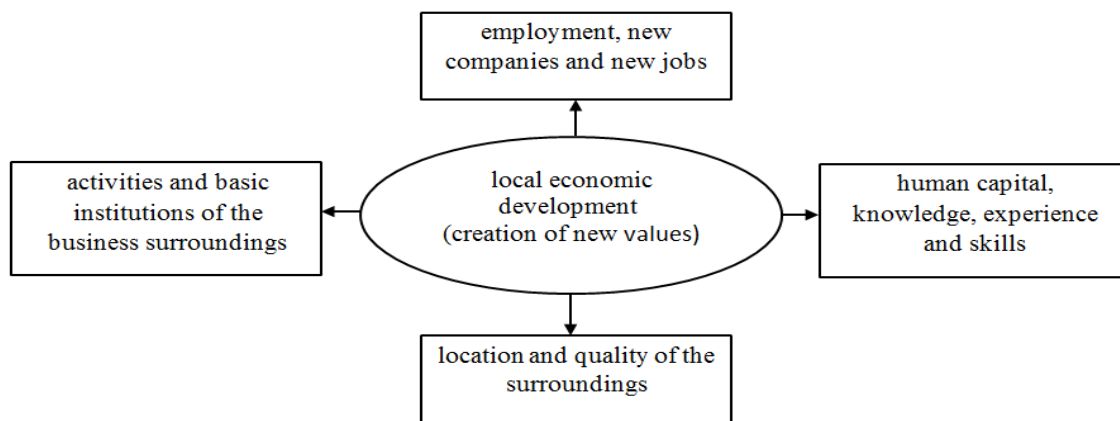 employment, new
companies and new jobs
activities and basic
institutions of the
business surroundings
local economic
development
(creation of new values)
human capital,
knowledge, experience
and skills
location and quality of the
surroundings